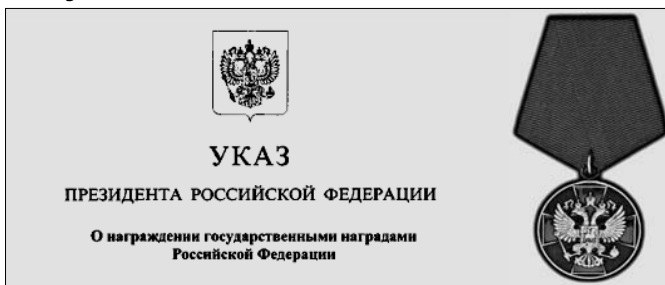 УКАЗ
ПРЕЗИДЕНТА РОССИЙСКОЙ ФЕДЕРАЦИИ
О награждении государственными наградами
Российской Федерации